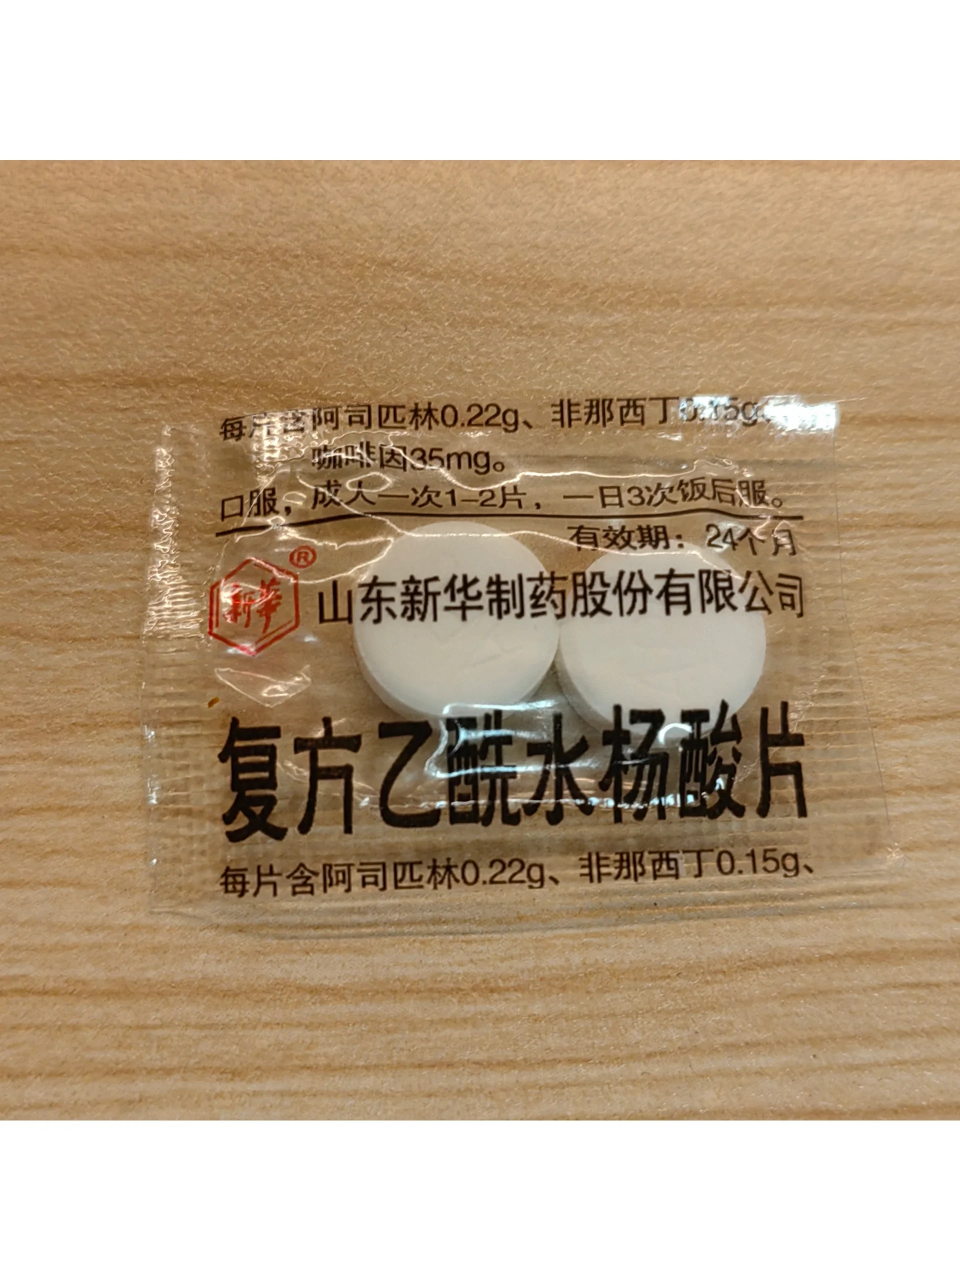 每片含阿司匹林0.22g、非那西丁0.15g、
咖啡因35mg。
口服，成人一次1-2片，一日3次饭后服。
有效期：24个月
新华®
山东新华制药股份有限公司
复方乙酰水杨酸片
每片含阿司匹林0.22g、非那西丁0.15g、